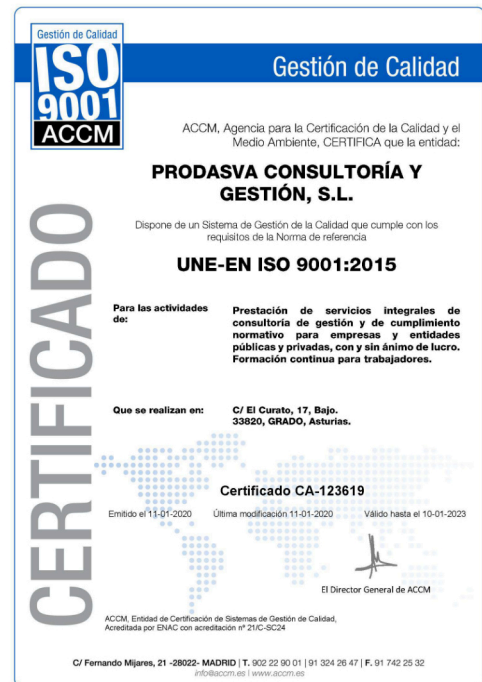 Gestión de Calidad
ISO
9001
ACCM
Gestión de Calidad
ACCM, Agencia para la Certificación de la Calidad y el
Medio Ambiente, CERTIFICA que la entidad:
PRODASVA CONSULTORÍA Y
GESTIÓN, S.L.
Dispone de un Sistema de Gestión de la Calidad que cumple con los
requisitos de la Norma de referencia
UNE-EN ISO 9001:2015
CERTIFICADO
Para las actividades
de:
Prestación de servicios integrales de
consultoría de gestión y de cumplimiento
normativo para empresas y entidades
públicas y privadas, con y sin ánimo de lucro.
Formación continua para trabajadores.
Que se realizan en:
C/ El Curato, 17, Bajo.
33820, GRADO, Asturias.
Certificado CA-123619
Emitido el 11-01-2020 Última modificación 11-01-2020 Válido hasta el 10-01-2023
El Director General de ACCM
ACCM, Entidad de Certificación de Sistemas de Gestión de Calidad,
Acreditada por ENAC con acreditación nº 21/C-SC24
C/ Fernando Mijares, 21 -28022- MADRID | T. 902 22 90 01 | 91 324 26 47 | F. 91 742 25 32
info@accm.es | www.accm.es